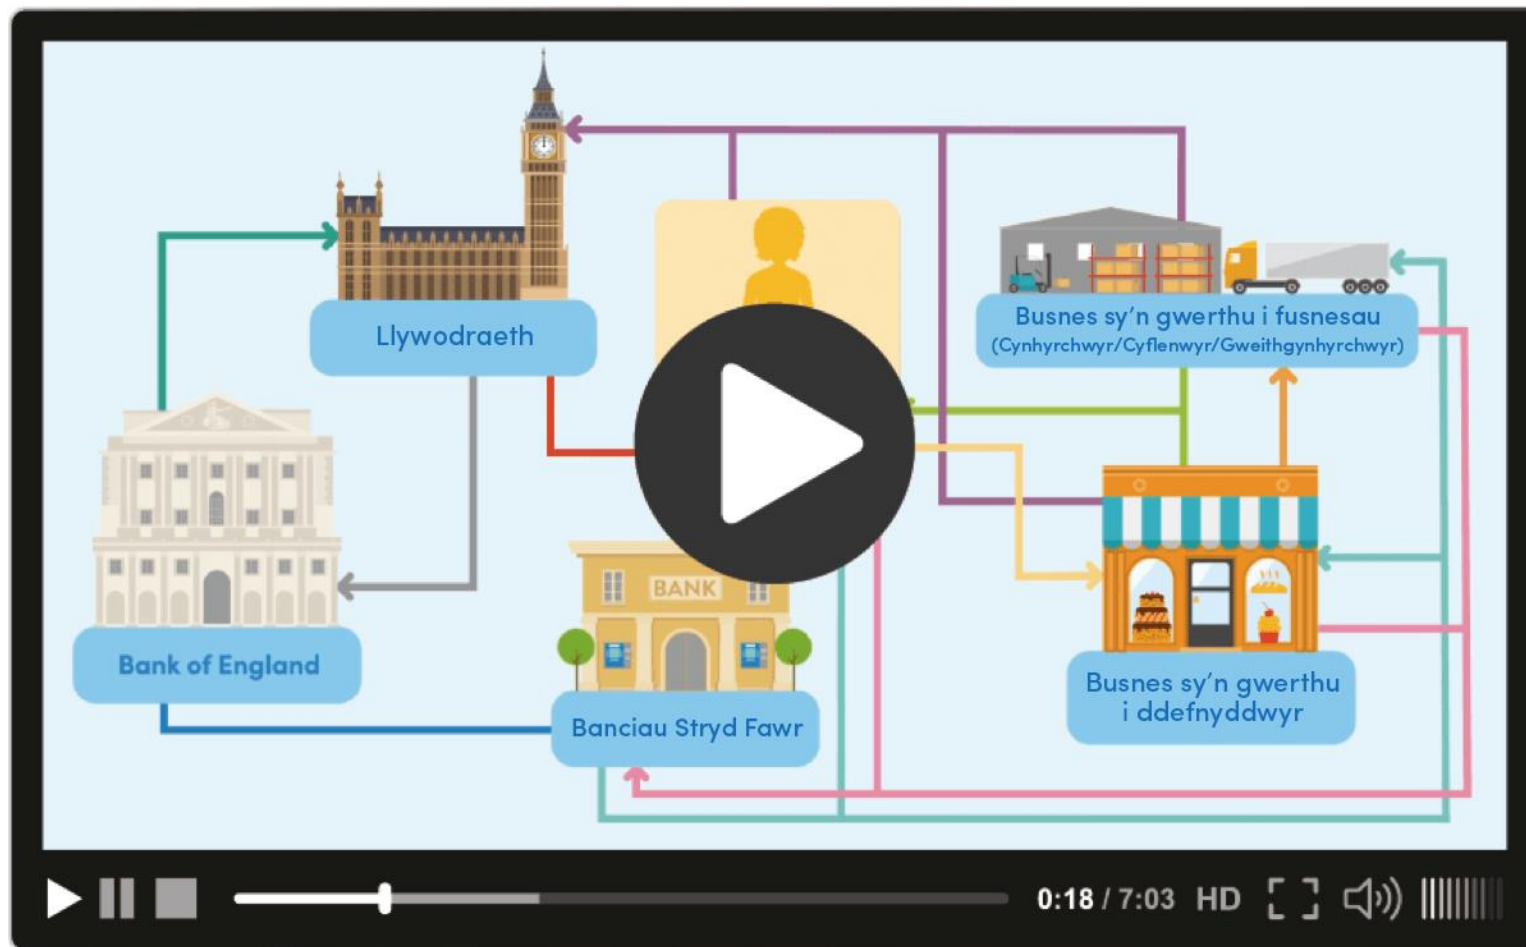 Llywodraeth
Busnes sy’n gwerthu i fusnesau
(Cynhyrchwyr/Cyflenwyr/Gweithgynhyrchwyr)
BANK
Bank of England
Banciau Stryd Fawr
Busnes sy’n gwerthu
i ddefnyddwyr
0:18 / 7:03 HD